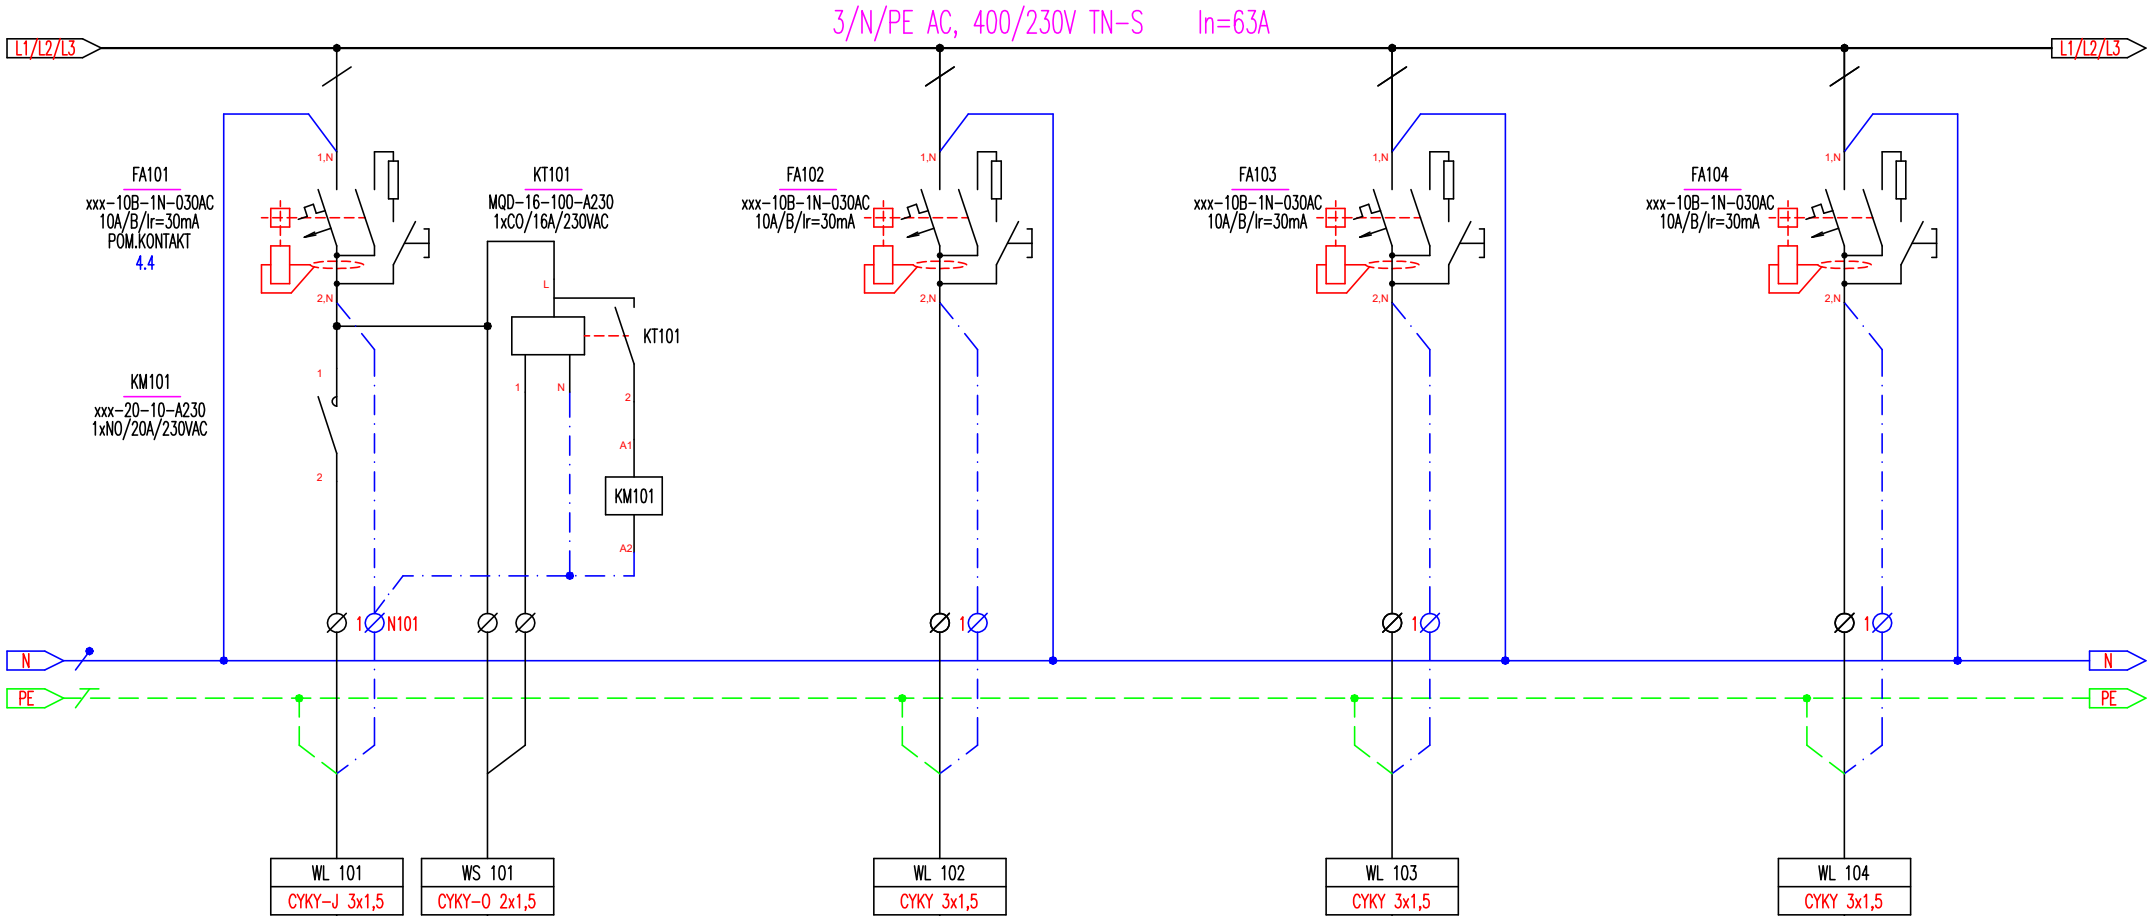 3/N/PE AC, 400/230V TN-S In=63A
L1/L2/L3
L1/L2/L3
1,N
1,N
1,N
1,N
FA101
xxx-10B-1N-030AC
10A/B/Ir=30mA
POM.KONTAKT
4.4
KT101
MQD-16-100-A230
1xCO/16A/230VAC
FA102
xxx-10B-1N-030AC
10A/B/Ir=30mA
FA103
xxx-10B-1N-030AC
10A/B/Ir=30mA
FA104
xxx-10B-1N-030AC
10A/B/Ir=30mA
L
2,N
2,N
2,N
2,N
KT101
1
1
N
2
KM101
xxx-20-10-A230
1xNO/20A/230VAC
A1
2
KM101
A2
1
N101
1
1
1
N
N
PE
PE
WL 101
CYKY-J 3x1,5
WS 101
CYKY-O 2x1,5
WL 102
CYKY 3x1,5
WL 103
CYKY 3x1,5
WL 104
CYKY 3x1,5